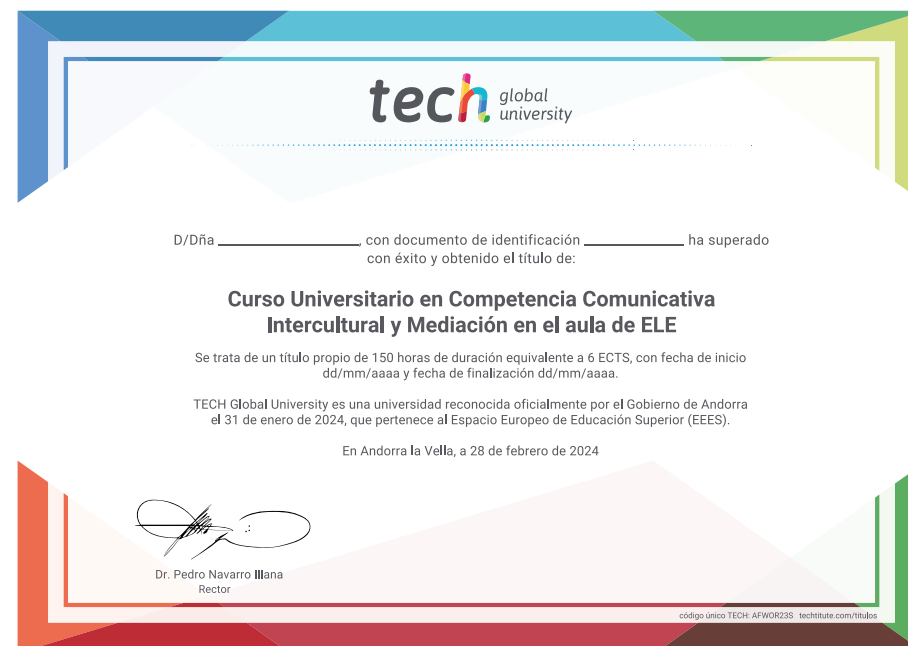 tech global
university
D/Dña ____________________, con documento de identificación ______________ ha superado
con éxito y obtenido el título de:
Curso Universitario en Competencia Comunicativa
Intercultural y Mediación en el aula de ELE
Se trata de un título propio de 150 horas de duración equivalente a 6 ECTS, con fecha de inicio
dd/mm/aaaa y fecha de finalización dd/mm/aaaa.
TECH Global University es una universidad reconocida oficialmente por el Gobierno de Andorra
el 31 de enero de 2024, que pertenece al Espacio Europeo de Educación Superior (EEES).
En Andorra la Vella, a 28 de febrero de 2024
Dr. Pedro Navarro Illana
Rector
código único TECH: AFWOR23S techtitute.com/titulos